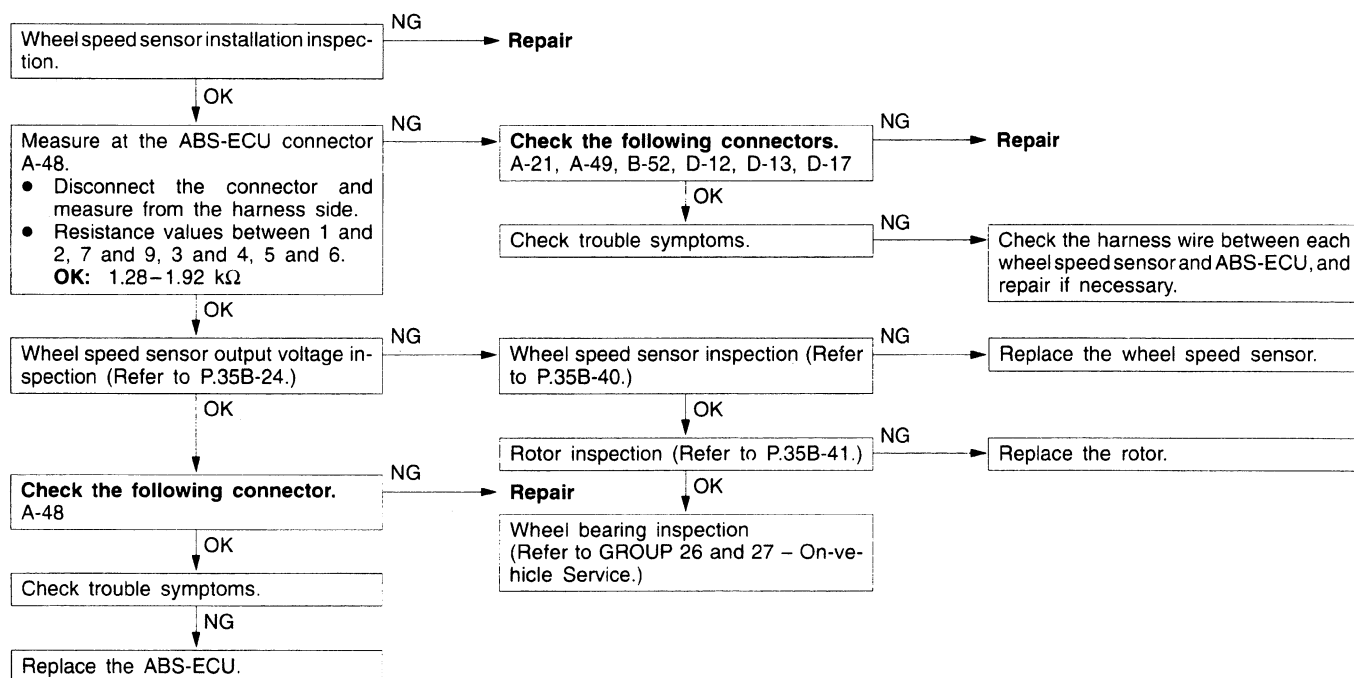 Wheel speed sensor installation inspec-
tion.
NG
Repair
OK
Measure at the ABS-ECU connector
A-48.
● Disconnect the connector and
measure from the harness side.
● Resistance values between 1 and
2, 7 and 9, 3 and 4, 5 and 6.
OK: 1.28–1.92 kΩ
NG
Check the following connectors.
A-21, A-49, B-52, D-12, D-13, D-17
NG
Repair
OK
Check trouble symptoms.
NG
Check the harness wire between each
wheel speed sensor and ABS-ECU, and
repair if necessary.
OK
Wheel speed sensor output voltage in-
spection (Refer to P.35B-24.)
NG
Wheel speed sensor inspection (Refer
to P.35B-40.)
NG
Replace the wheel speed sensor.
OK
OK
Rotor inspection (Refer to P.35B-41.)
NG
Replace the rotor.
OK
Wheel bearing inspection
(Refer to GROUP 26 and 27 – On-ve-
hicle Service.)
Check the following connector.
A-48
NG
Repair
OK
Check trouble symptoms.
NG
Replace the ABS-ECU.